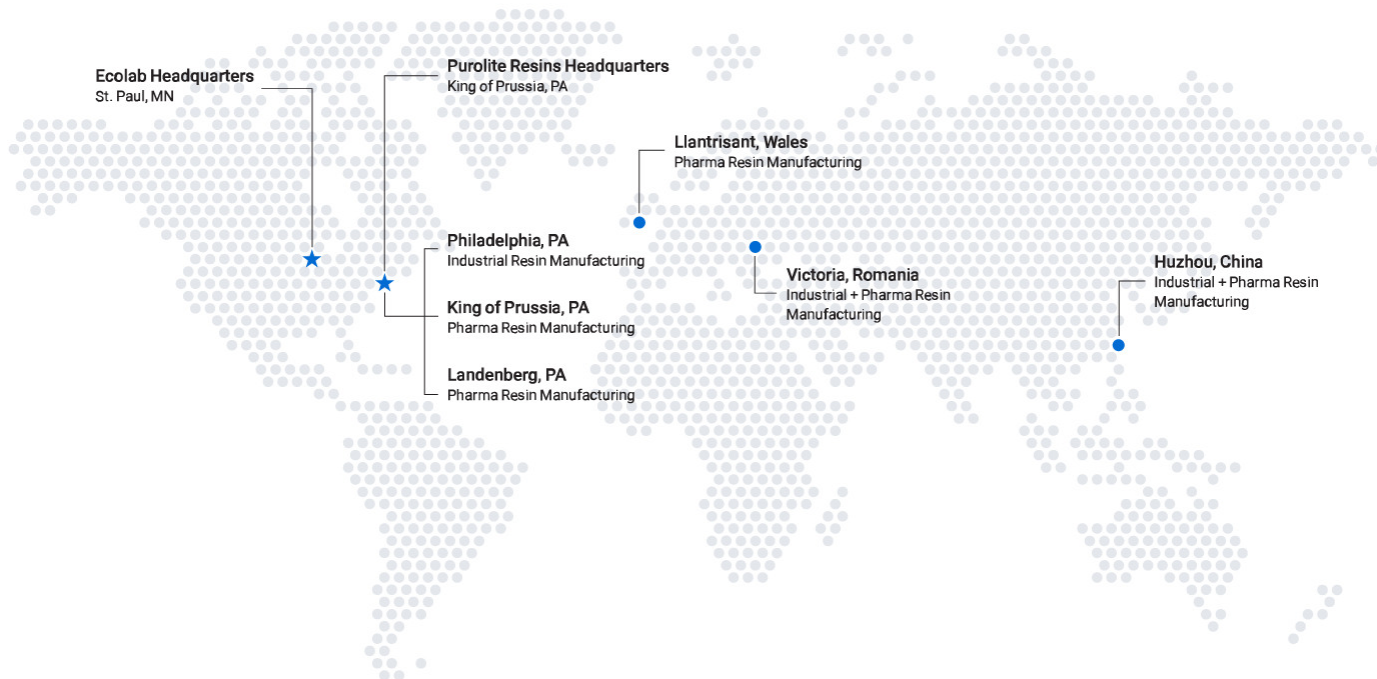 Ecolab Headquarters
St. Paul, MN
Purolite Resins Headquarters
King of Prussia, PA
Llantrisant, Wales
Pharma Resin Manufacturing
Philadelphia, PA
Industrial Resin Manufacturing
King of Prussia, PA
Pharma Resin Manufacturing
Landenberg, PA
Pharma Resin Manufacturing
Victoria, Romania
Industrial + Pharma Resin
Manufacturing
Huzhou, China
Industrial + Pharma Resin
Manufacturing